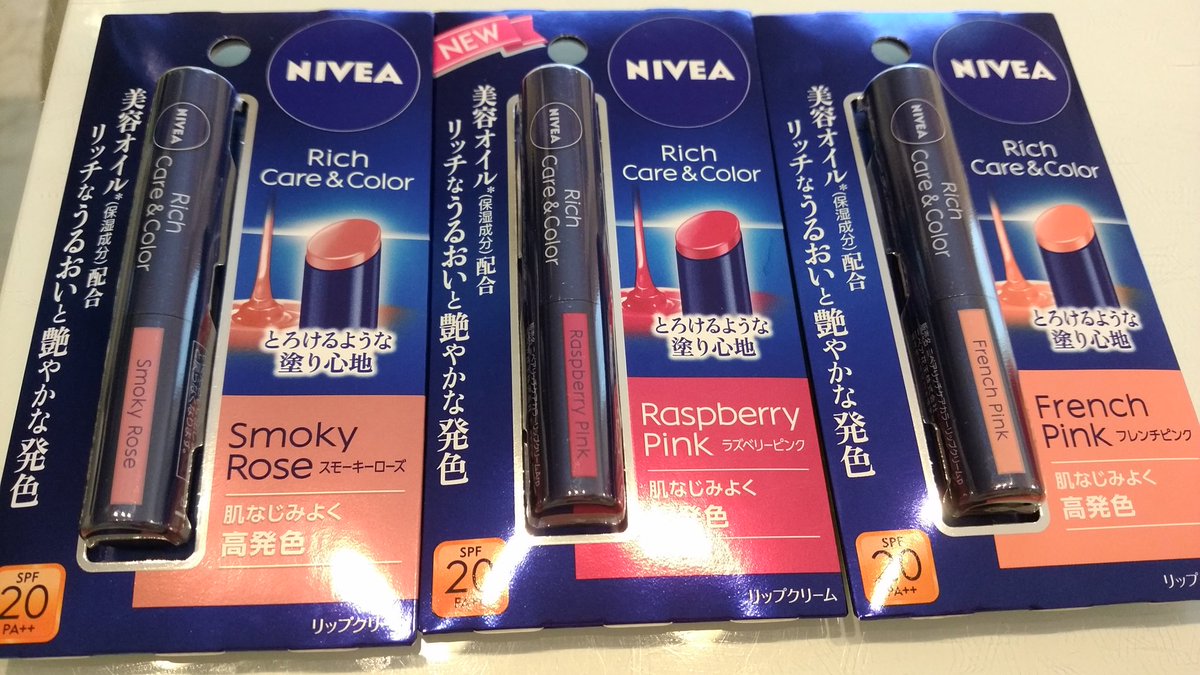 NIVEA
Rich
Care & Color
美容オイル*(保湿成分)配合
リッチなうるおいと艶やかな発色
NIVEA
Rich
Care & Color
Smoky Rose
とろけるような
塗り心地
Smoky
Rose スモーキーローズ
肌なじみよく
高発色
SPF
20
PA++
リップクリーム
NEW
NIVEA
Rich
Care & Color
美容オイル*(保湿成分)配合
リッチなうるおいと艶やかな発色
NIVEA
Rich
Care & Color
Raspberry Pink
とろけるような
塗り心地
Raspberry
Pink ラズベリーピンク
肌なじみよく
発色
SPF
20
PA++
リップクリーム
NIVEA
Rich
Care & Color
美容オイル*(保湿成分)配合
リッチなうるおいと艶やかな発色
NIVEA
Rich
Care & Color
French Pink
とろけるような
塗り心地
French
Pink フレンチピンク
肌なじみよく
高発色
SPF
20
PA++
リップ